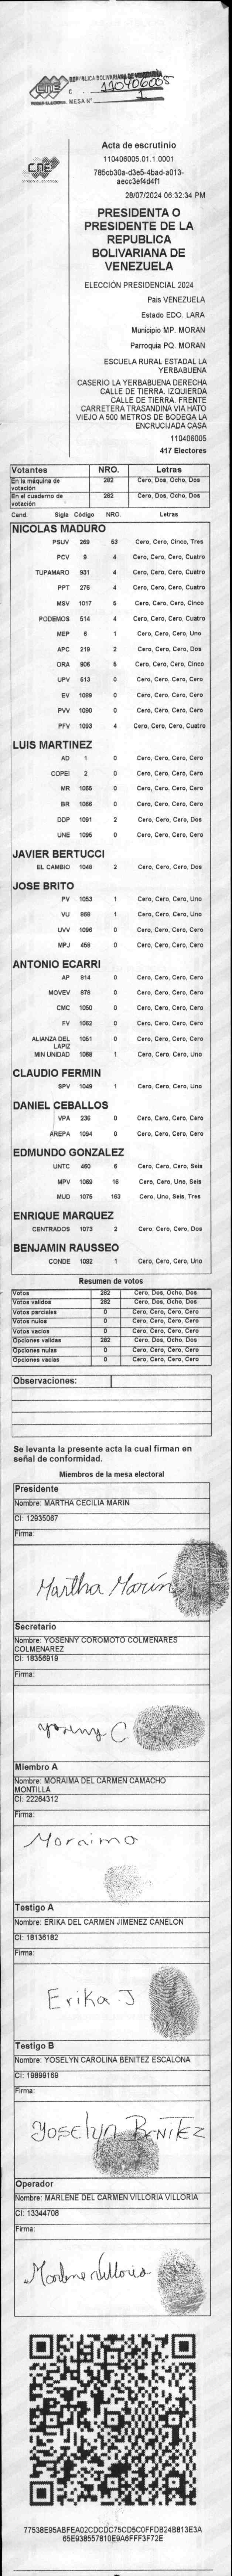 CNE REPUBLICA BOLIVARIANA DE VENEZUELA
C. 110406005
PODER ELECTORAL MESA N° 1
CNE
Acta de escrutinio
110406005.01.1.0001
785cb30a-d3e5-4bad-a013-
aecc3ef4d4f1
28/07/2024 06:32:34 PM
PRESIDENTA O
PRESIDENTE DE LA
REPUBLICA
BOLIVARIANA DE
VENEZUELA
ELECCIÓN PRESIDENCIAL 2024
Pais VENEZUELA
Estado EDO. LARA
Municipio MP. MORAN
Parroquia PQ. MORAN
ESCUELA RURAL ESTADAL LA
YERBABUENA
CASERIO LA YERBABUENA DERECHA
CALLE DE TIERRA. IZQUIERDA
CALLE DE TIERRA. FRENTE
CARRETERA TRASANDINA VIA HATO
VIEJO A 500 METROS DE BODEGA LA
ENCRUCIJADA CASA
110406005
417 Electores
Votantes NRO. Letras
En la máquina de votación 282 Cero, Dos, Ocho, Dos
En el cuaderno de votación 282 Cero, Dos, Ocho, Dos
Cand. Sigla Código NRO. Letras
NICOLAS MADURO
PSUV 269 53 Cero, Cero, Cinco, Tres
PCV 9 4 Cero, Cero, Cero, Cuatro
TUPAMARO 931 4 Cero, Cero, Cero, Cuatro
PPT 276 4 Cero, Cero, Cero, Cuatro
MSV 1017 5 Cero, Cero, Cero, Cinco
PODEMOS 514 4 Cero, Cero, Cero, Cuatro
MEP 6 1 Cero, Cero, Cero, Uno
APC 219 2 Cero, Cero, Cero, Dos
ORA 906 5 Cero, Cero, Cero, Cinco
UPV 513 0 Cero, Cero, Cero, Cero
EV 1089 0 Cero, Cero, Cero, Cero
PVV 1090 0 Cero, Cero, Cero, Cero
PFV 1093 4 Cero, Cero, Cero, Cuatro
LUIS MARTINEZ
AD 1 0 Cero, Cero, Cero, Cero
COPEI 2 0 Cero, Cero, Cero, Cero
MR 1065 0 Cero, Cero, Cero, Cero
BR 1066 0 Cero, Cero, Cero, Cero
DDP 1091 2 Cero, Cero, Cero, Dos
UNE 1095 0 Cero, Cero, Cero, Cero
JAVIER BERTUCCI
EL CAMBIO 1048 2 Cero, Cero, Cero, Dos
JOSE BRITO
PV 1053 1 Cero, Cero, Cero, Uno
VU 868 1 Cero, Cero, Cero, Uno
UVV 1096 0 Cero, Cero, Cero, Cero
MPJ 458 0 Cero, Cero, Cero, Cero
ANTONIO ECARRI
AP 814 0 Cero, Cero, Cero, Cero
MOVEV 878 0 Cero, Cero, Cero, Cero
CMC 1050 0 Cero, Cero, Cero, Cero
FV 1062 0 Cero, Cero, Cero, Cero
ALIANZA DEL LAPIZ 1061 0 Cero, Cero, Cero, Cero
MIN UNIDAD 1068 1 Cero, Cero, Cero, Uno
CLAUDIO FERMIN
SPV 1049 1 Cero, Cero, Cero, Uno
DANIEL CEBALLOS
VPA 236 0 Cero, Cero, Cero, Cero
AREPA 1094 0 Cero, Cero, Cero, Cero
EDMUNDO GONZALEZ
UNTC 460 6 Cero, Cero, Cero, Seis
MPV 1069 16 Cero, Cero, Uno, Seis
MUD 1075 163 Cero, Uno, Seis, Tres
ENRIQUE MARQUEZ
CENTRADOS 1073 2 Cero, Cero, Cero, Dos
BENJAMIN RAUSSEO
CONDE 1092 1 Cero, Cero, Cero, Uno
Resumen de votos
Votos 282 Cero, Dos, Ocho, Dos
Votos validos 282 Cero, Dos, Ocho, Dos
Votos parciales 0 Cero, Cero, Cero, Cero
Votos nulos 0 Cero, Cero, Cero, Cero
Votos vacios 0 Cero, Cero, Cero, Cero
Opciones validas 282 Cero, Dos, Ocho, Dos
Opciones nulas 0 Cero, Cero, Cero, Cero
Opciones vacias 0 Cero, Cero, Cero, Cero
Observaciones:
Se levanta la presente acta la cual firman en
señal de conformidad.
Miembros de la mesa electoral
Presidente
Nombre: MARTHA CECILIA MARIN
CI: 12935067
Firma:
Martha Marín
Secretario
Nombre: YOSENNY COROMOTO COLMENARES
COLMENAREZ
CI: 18356919
Firma:
Yosenny C.
Miembro A
Nombre: MORAIMA DEL CARMEN CAMACHO
MONTILLA
CI: 22264312
Firma:
Moraima
Testigo A
Nombre: ERIKA DEL CARMEN JIMENEZ CANELON
CI: 18136182
Firma:
Erika J
Testigo B
Nombre: YOSELYN CAROLINA BENITEZ ESCALONA
CI: 19899169
Firma:
Yoselyn Benitez
Operador
Nombre: MARLENE DEL CARMEN VILLORIA VILLORIA
CI: 13344708
Firma:
Marlene Villoria
77538E95ABFEA02CDCDC75CD5C0FFDB24B813E3A
65E938557810E9A6FFF3F72E